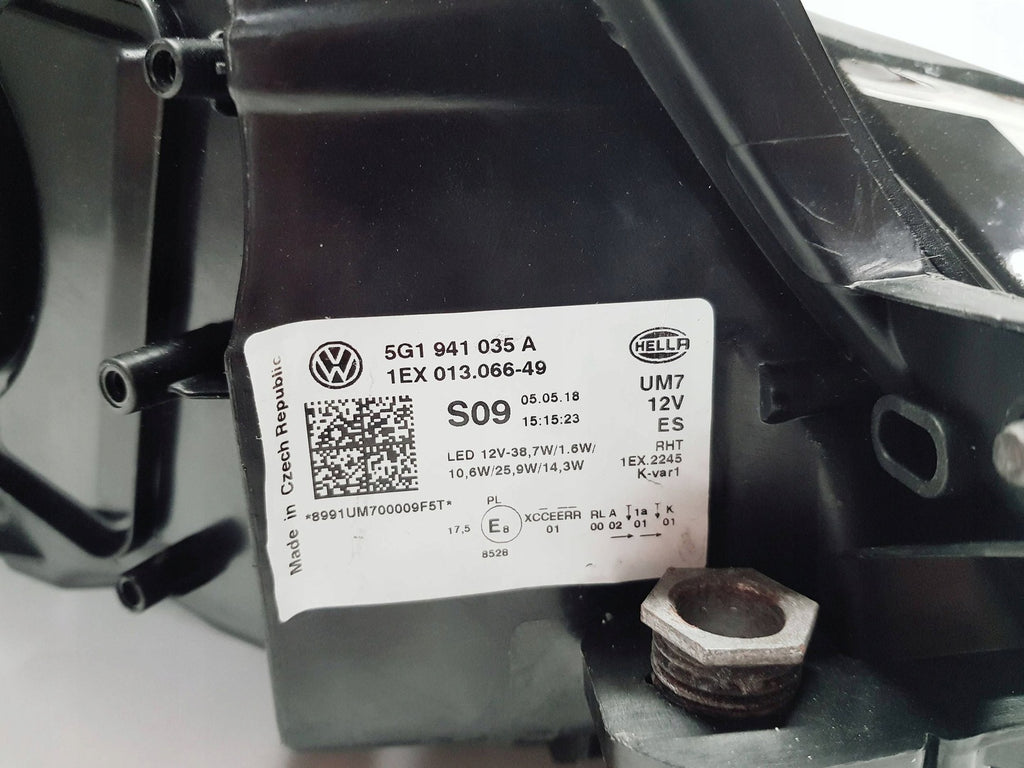 Made in Czech Republic
VW
5G1 941 035 A
1EX 013.066-49
HELLA
UM7
12V
ES
RHT
1EX.2245
K-var1
S09
05.05.18
15:15:23
LED 12V-38,7W/1.6W/
10,6W/25,9W/14,3W
*8991UM700009F5T*
PL
17,5
E8
8528
XCCEERR
01
RL A 1a K
00 02 01 01